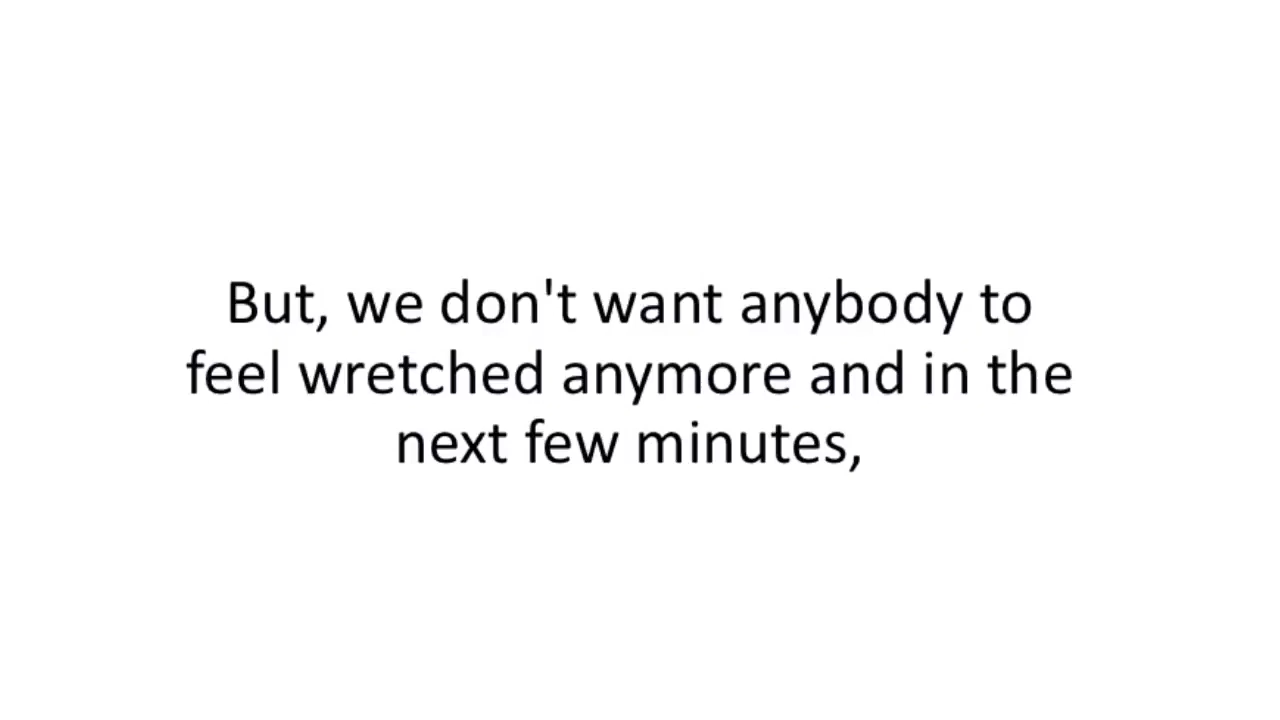 But, we don't want anybody to
feel wretched anymore and in the
next few minutes,